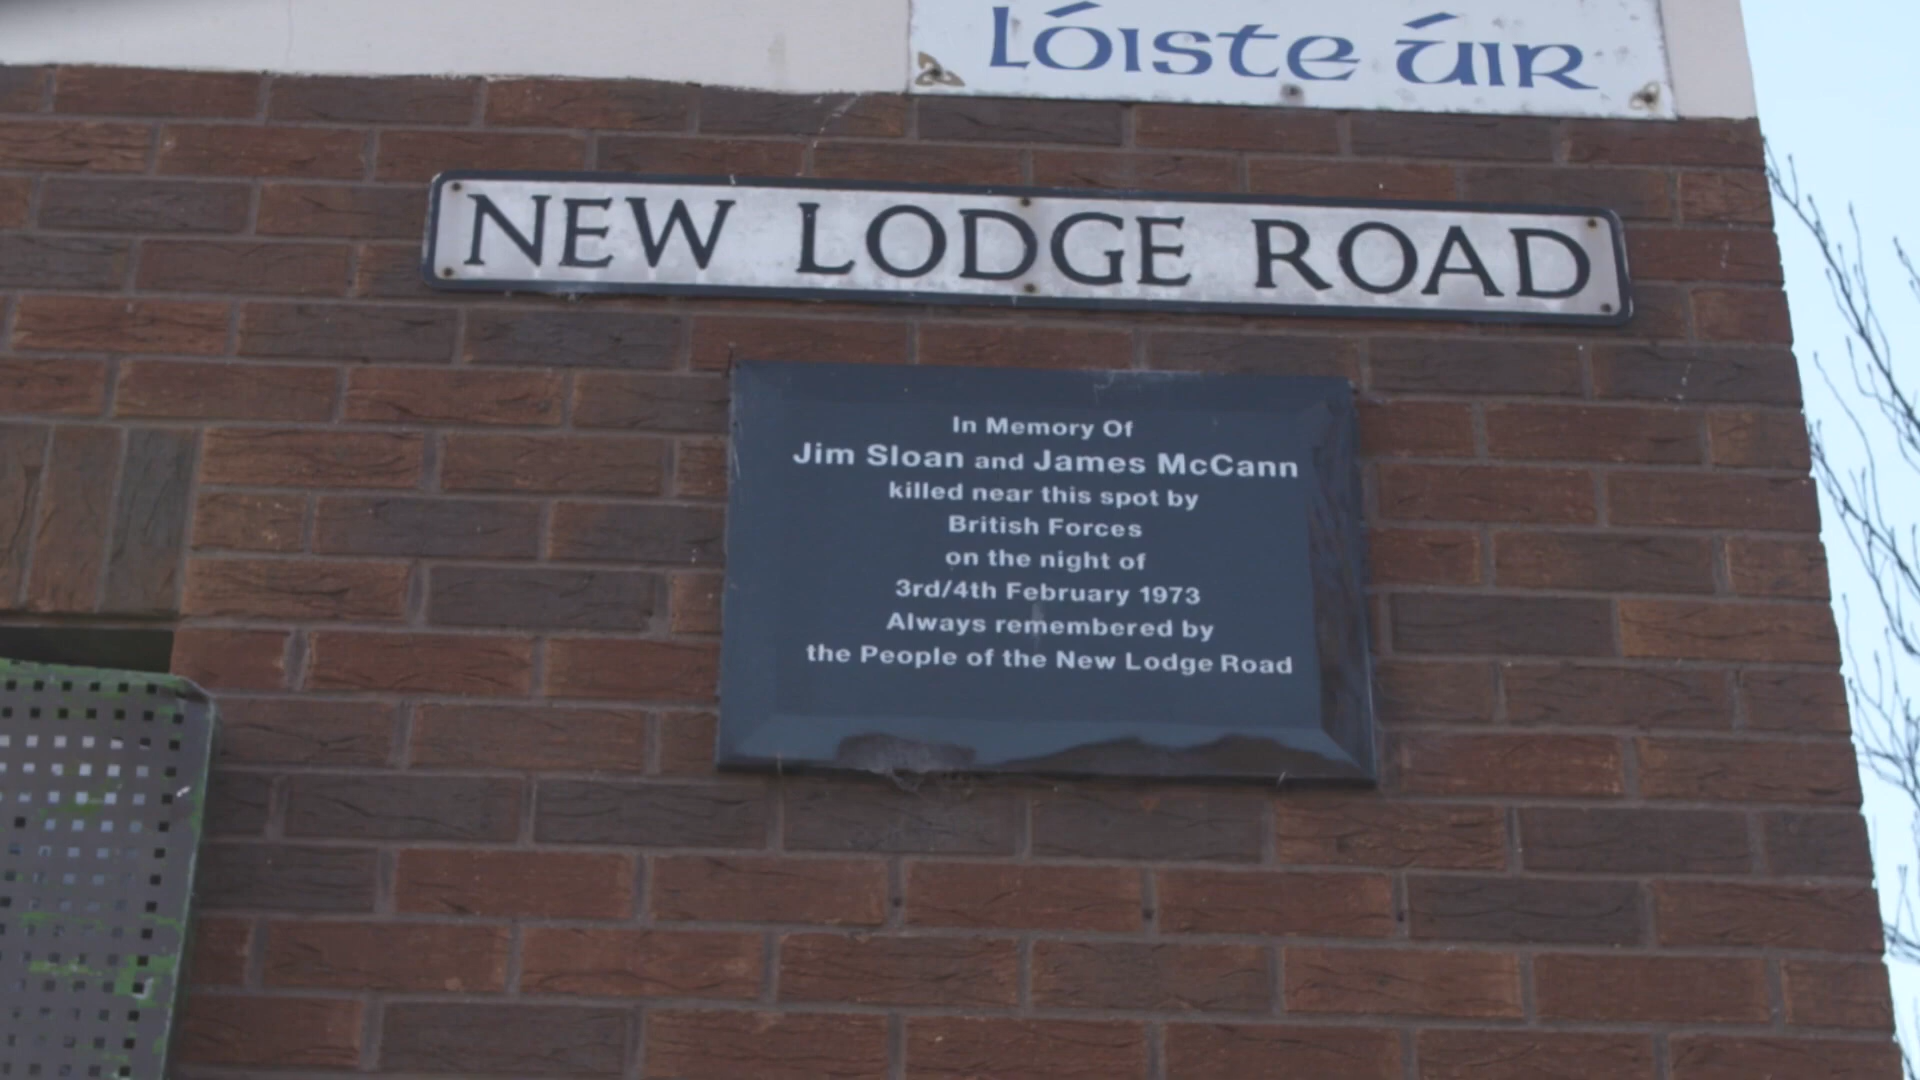 Lóiste úir
NEW LODGE ROAD
In Memory Of
Jim Sloan and James McCann
killed near this spot by
British Forces
on the night of
3rd/4th February 1973
Always remembered by
the People of the New Lodge Road